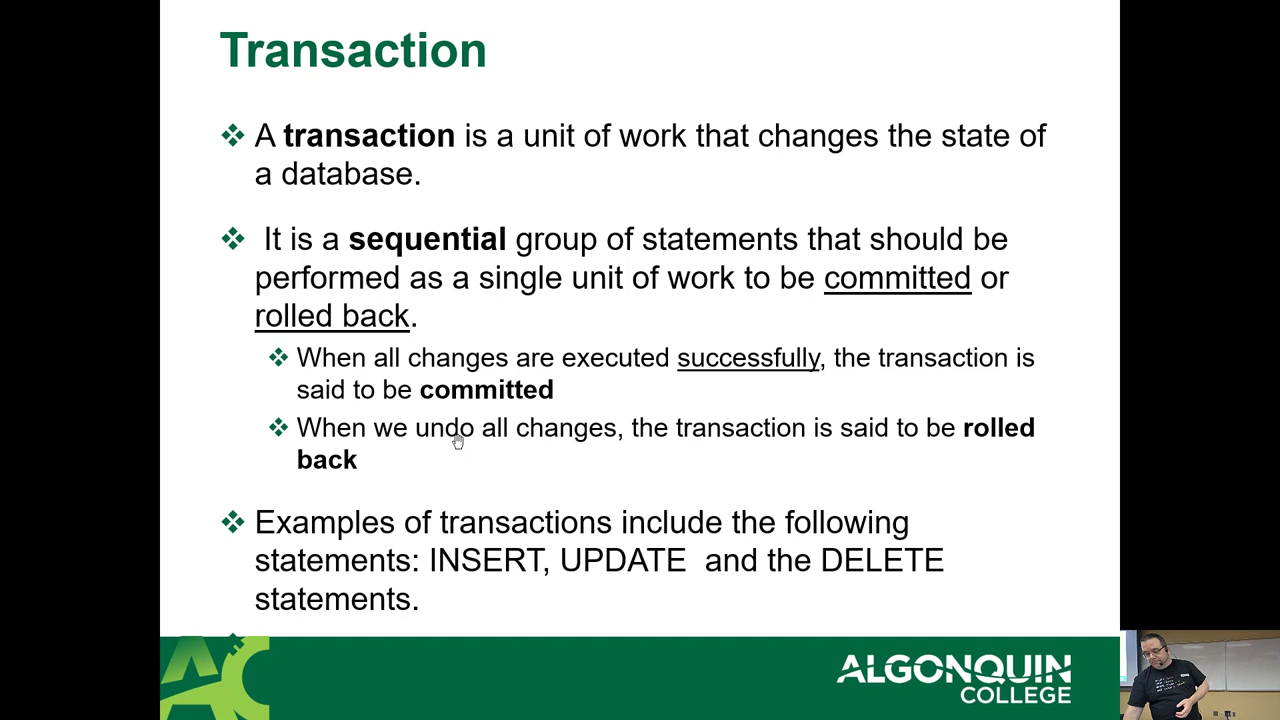 Transaction
A transaction is a unit of work that changes the state of
a database.
It is a sequential group of statements that should be
performed as a single unit of work to be committed or
rolled back.
When all changes are executed successfully, the transaction is
said to be committed
When we undo all changes, the transaction is said to be rolled
back
Examples of transactions include the following
statements: INSERT, UPDATE and the DELETE
statements.
AC
ALGONQUIN
COLLEGE